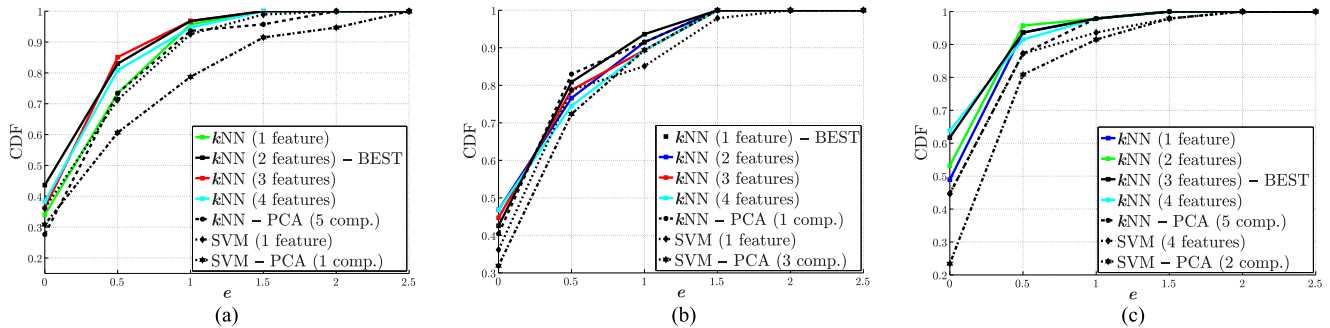 1
0.9
0.8
0.7
0.6
0.5
0.4
0.3
0.2
CDF
0 0.5 1 1.5 2 2.5
e
kNN (1 feature)
kNN (2 features) – BEST
kNN (3 features)
kNN (4 features)
kNN – PCA (5 comp.)
SVM (1 feature)
SVM – PCA (1 comp.)
(a)
1
0.9
0.8
0.7
0.6
0.5
0.4
0.3
CDF
0 0.5 1 1.5 2 2.5
e
kNN (1 feature) – BEST
kNN (2 features)
kNN (3 features)
kNN (4 features)
kNN – PCA (1 comp.)
SVM (1 feature)
SVM – PCA (3 comp.)
(b)
1
0.9
0.8
0.7
0.6
0.5
0.4
0.3
0.2
CDF
0 0.5 1 1.5 2 2.5
e
kNN (1 feature)
kNN (2 features)
kNN (3 features) – BEST
kNN (4 features)
kNN – PCA (5 comp.)
SVM (4 features)
SVM – PCA (2 comp.)
(c)